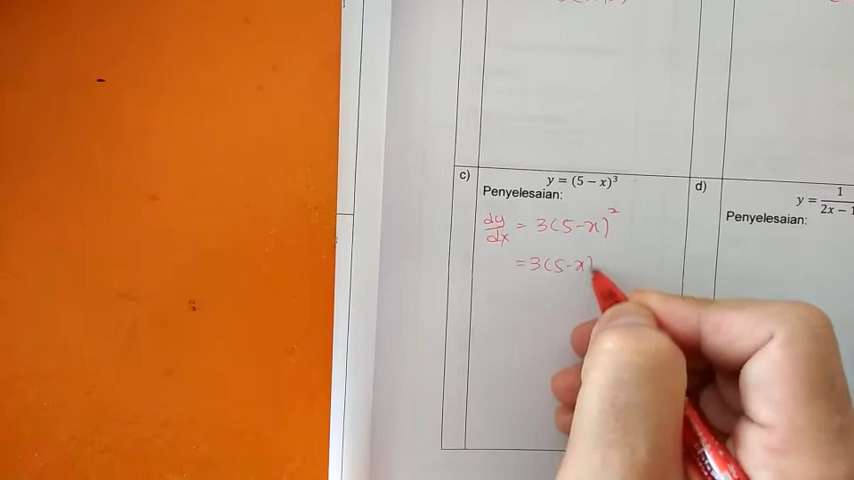 c)
y = (5 − x)³
Penyelesaian:
dy/dx = 3(5-x)²
= 3(5-x)
d)
y = 1/2x − 1
Penyelesaian: